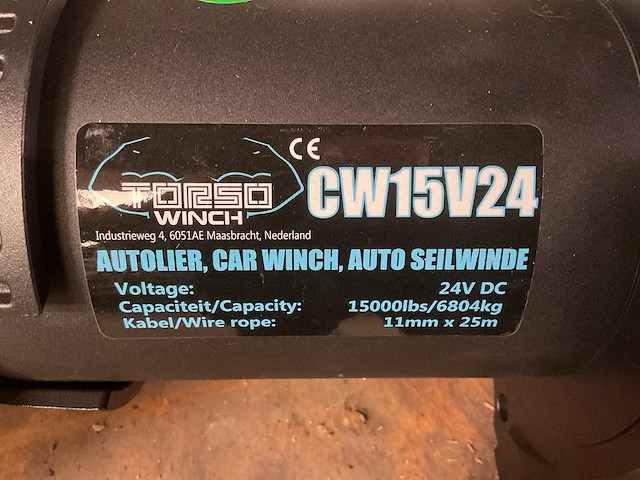 CE
TORSO
WINCH
CW15V24
Industrieweg 4, 6051AE Maasbracht, Nederland
AUTOLIER, CAR WINCH, AUTO SEILWINDE
Voltage: 24V DC
Capaciteit/Capacity: 15000lbs/6804kg
Kabel/Wire rope: 11mm x 25m